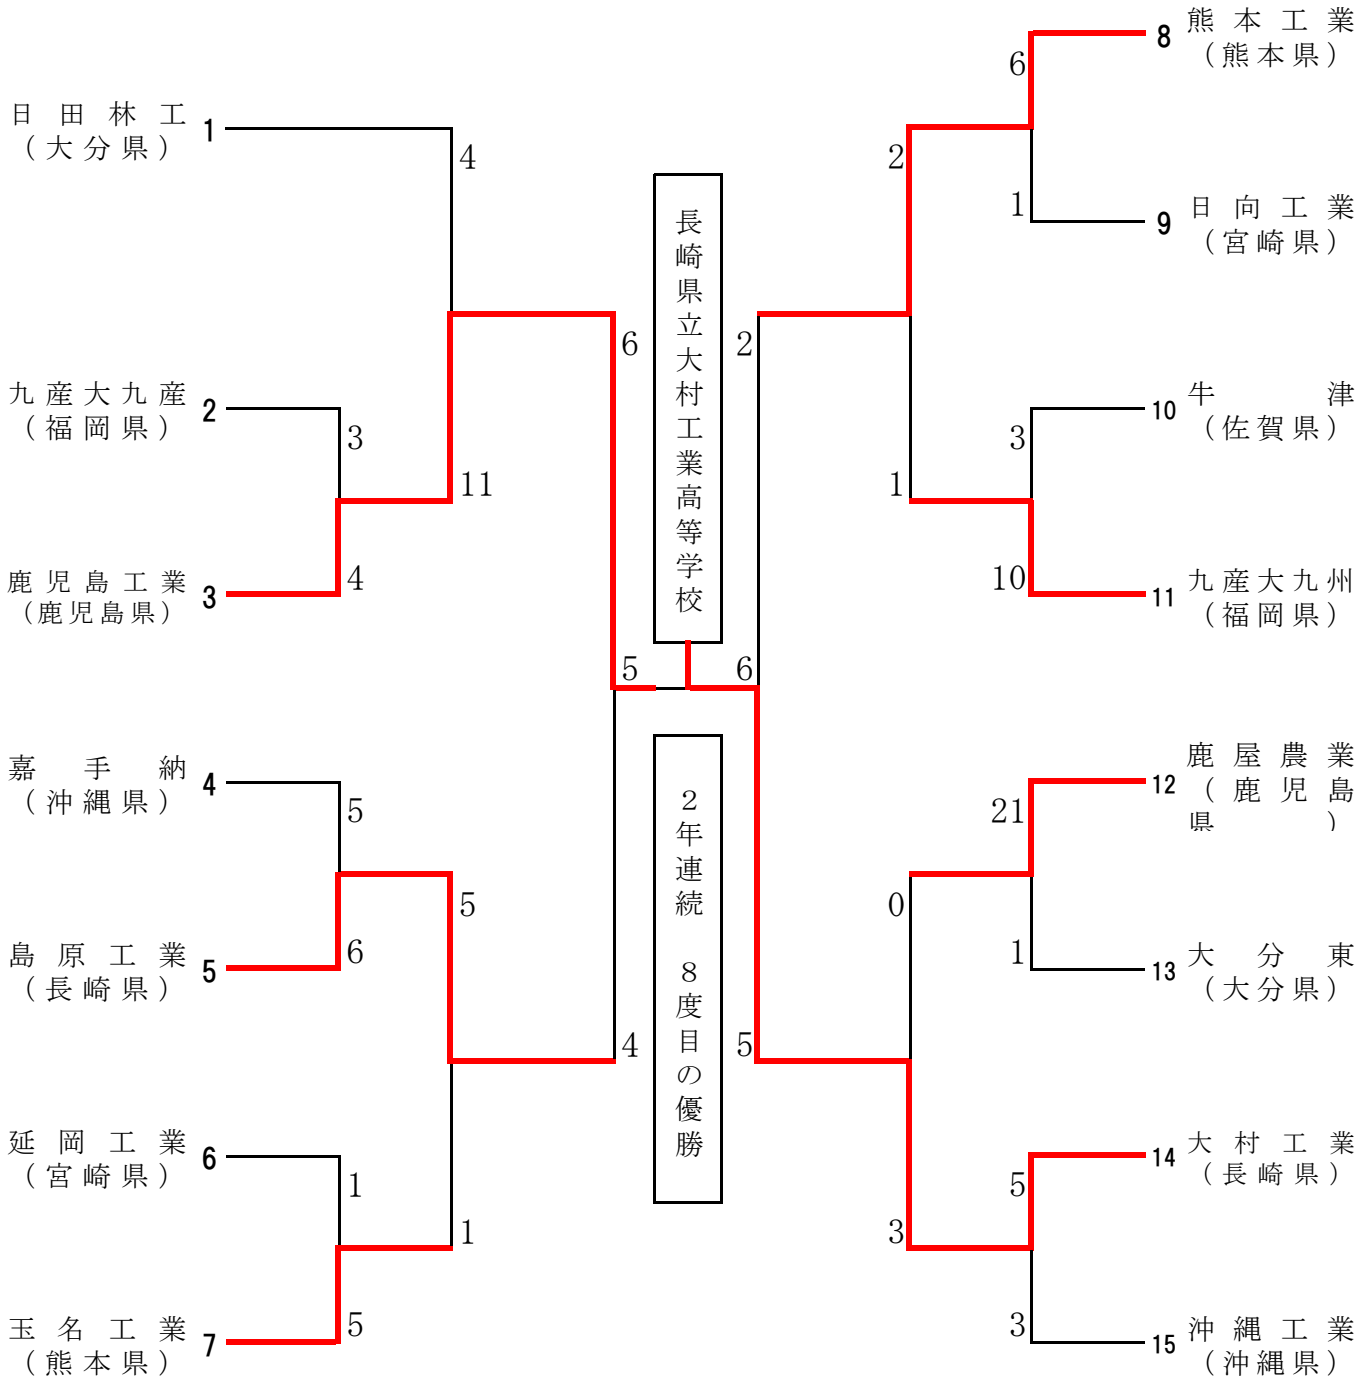 日田林工
（大分県）
1
4
九産大九産
（福岡県）
2
3
11
鹿児島工業
（鹿児島県）
3
4
嘉手納
（沖縄県）
4
5
5
島原工業
（長崎県）
5
6
延岡工業
（宮崎県）
6
1
1
玉名工業
（熊本県）
7
5
6
5
4
長崎県立大村工業高等学校
２年連続　８度目の優勝
2
6
5
8
熊本工業
（熊本県）
6
2
1
9
日向工業
（宮崎県）
3
10
牛津
（佐賀県）
1
10
11
九産大九州
（福岡県）
21
12
鹿屋農業
（鹿児島
県）
0
1
13
大分東
（大分県）
5
14
大村工業
（長崎県）
3
3
15
沖縄工業
（沖縄県）